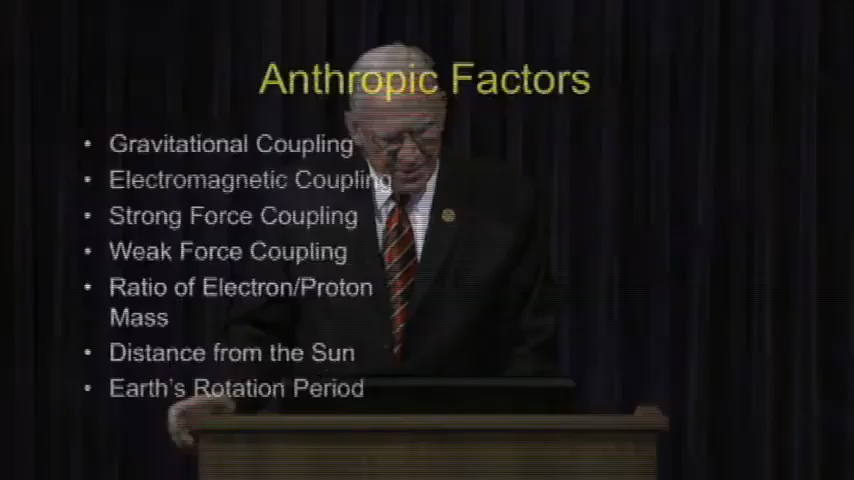 Anthropic Factors
• Gravitational Coupling
• Electromagnetic Coupling
• Strong Force Coupling
• Weak Force Coupling
• Ratio of Electron/Proton
Mass
• Distance from the Sun
• Earth's Rotation Period